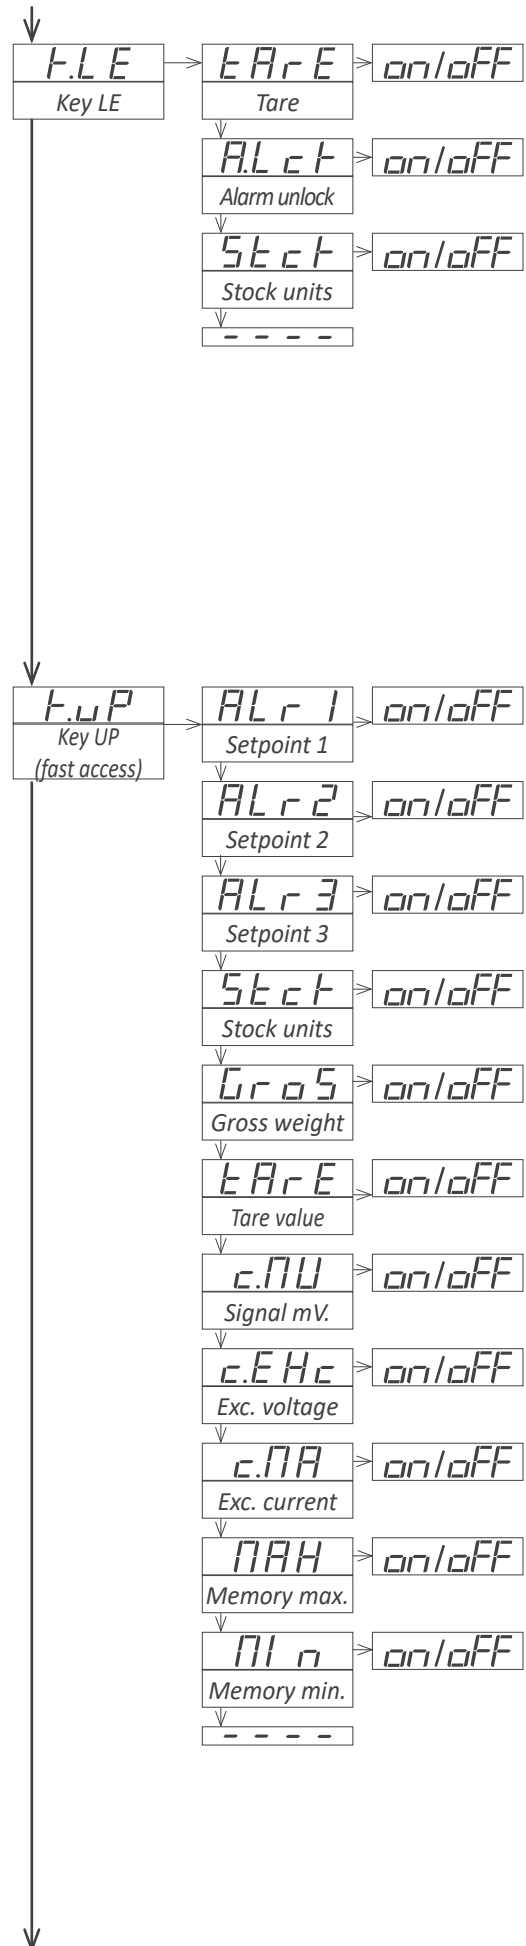 K.LE tArE on/oFF
Key LE Tare
A.LcK on/oFF
Alarm unlock
StcK on/oFF
Stock units
- - - -
K.uP ALr1 on/oFF
Key UP Setpoint 1
(fast access)
ALr2 on/oFF
Setpoint 2
ALr3 on/oFF
Setpoint 3
StcK on/oFF
Stock units
GroS on/oFF
Gross weight
tArE on/oFF
Tare value
c.MV on/oFF
Signal mV.
c.EHc on/oFF
Exc. voltage
c.MA on/oFF
Exc. current
MAH on/oFF
Memory max.
MIn on/oFF
Memory min.
- - - -